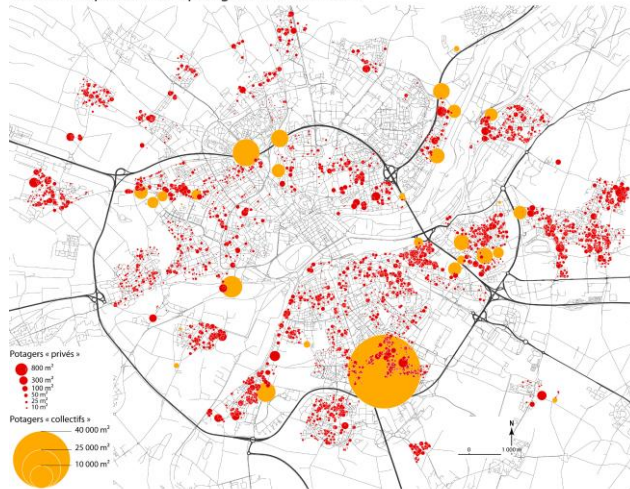 Potagers « privés »
800 m²
300 m²
100 m²
50 m²
25 m²
10 m²
Potagers « collectifs »
40 000 m²
25 000 m²
10 000 m²
N
0 1 000 m